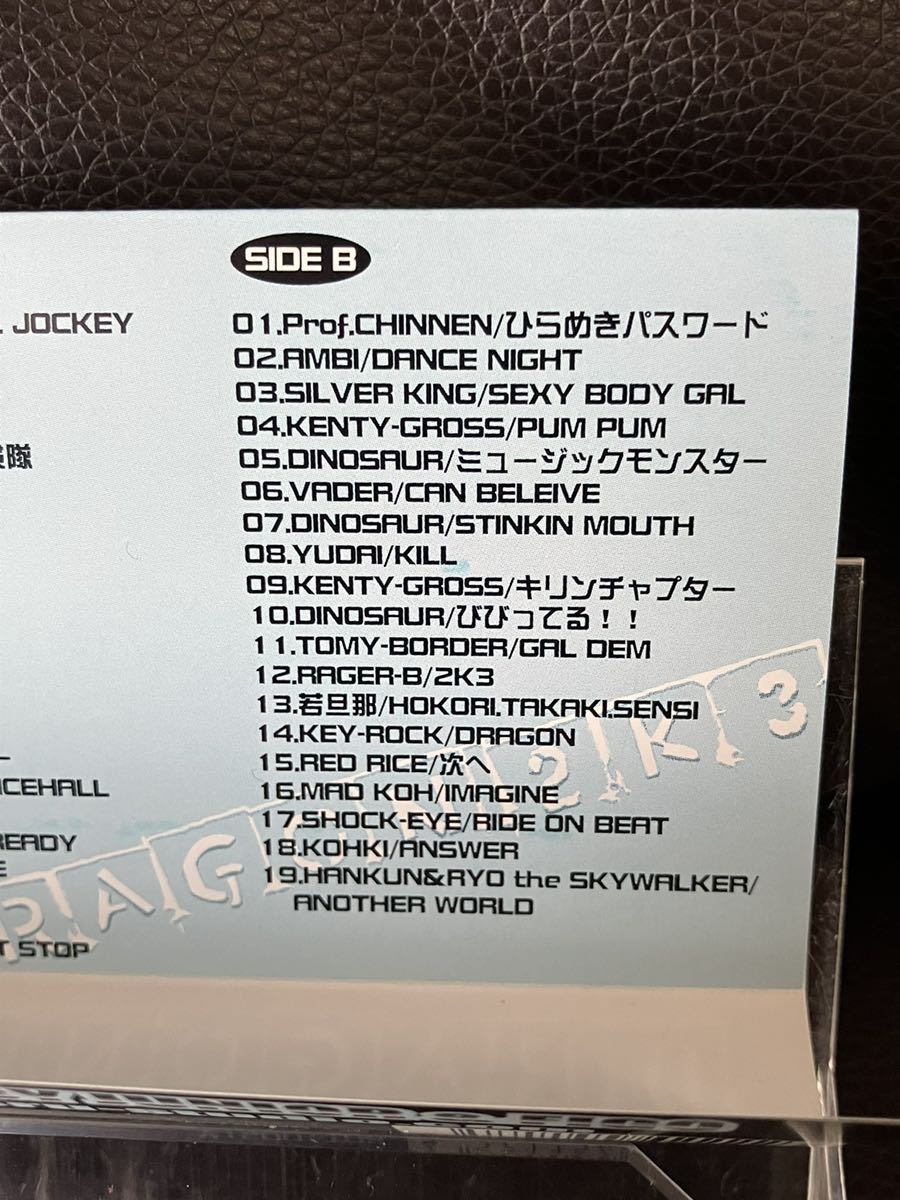 SIDE B
JOCKEY
01.Prof.CHINNEN/ひらめきパスワード
02.AMBI/DANCE NIGHT
03.SILVER KING/SEXY BODY GAL
04.KENTY-GROSS/PUM PUM
隊
05.DINOSAUR/ミュージックモンスター
06.VADER/CAN BELEIVE
07.DINOSAUR/STINKIN MOUTH
08.YUDAI/KILL
09.KENTY-GROSS/キリンチャプター
10.DINOSAUR/びびってる！！
11.TOMY-BORDER/GAL DEM
12.RAGER-B/2K3
13.若旦那/HOKORI.TAKAKI.SENSI
14.KEY-ROCK/DRAGON
15.RED RICE/次へ
ICEHALL
16.MAD KOH/IMAGINE
17.SHOCK-EYE/RIDE ON BEAT
READY
18.KOHKI/ANSWER
E
19.HANKUN&RYO the SKYWALKER/
ANOTHER WORLD
T STOP
RAGON2K3